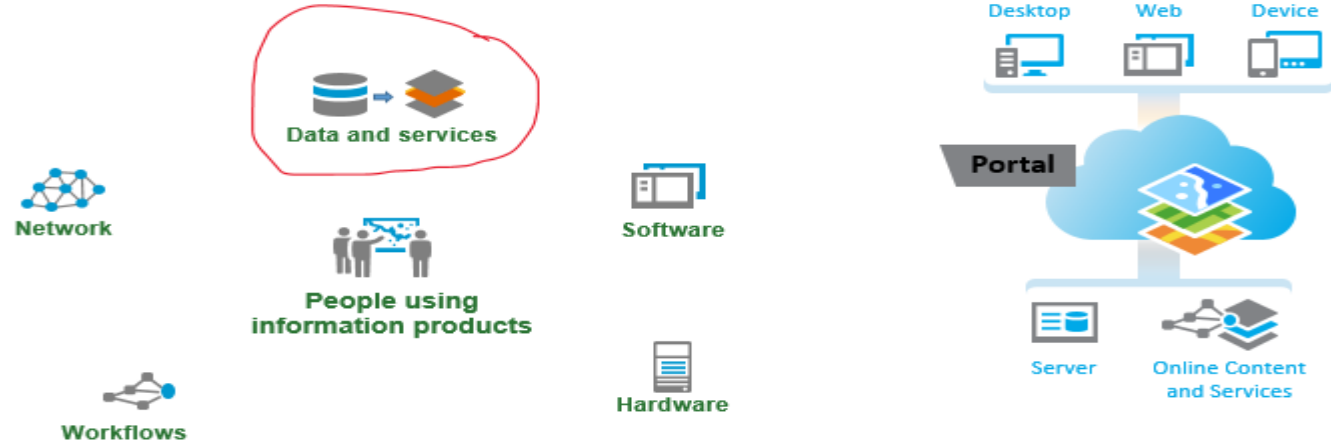 Desktop Web Device
Data and services
Portal
Network
Software
People using
information products
Server
Online Content
and Services
Hardware
Workflows